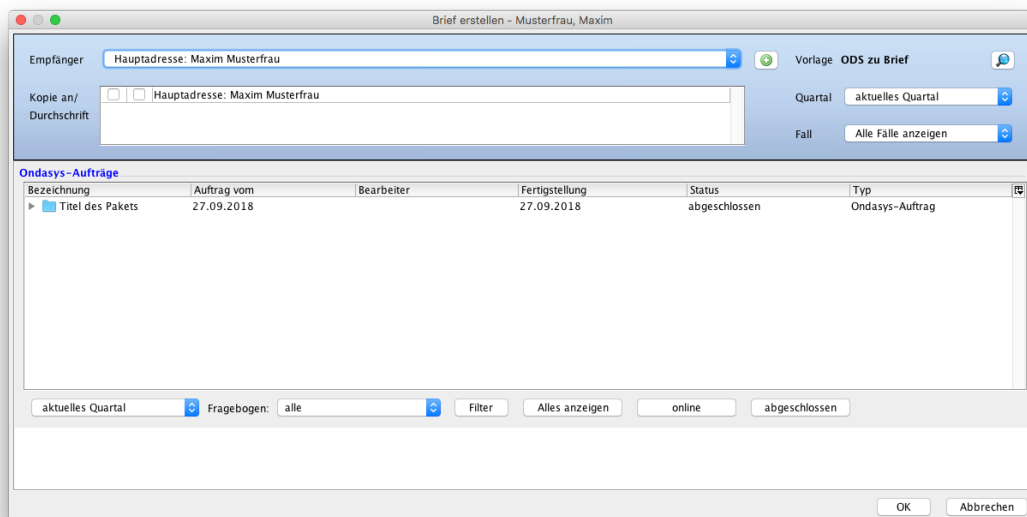 Brief erstellen - Musterfrau, Maxim
Empfänger Hauptadresse: Maxim Musterfrau Vorlage ODS zu Brief
Kopie an/ Hauptadresse: Maxim Musterfrau Quartal aktuelles Quartal
Durchschrift
Fall Alle Fälle anzeigen
Ondasys-Aufträge
Bezeichnung Auftrag vom Bearbeiter Fertigstellung Status Typ
Titel des Pakets 27.09.2018 27.09.2018 abgeschlossen Ondasys-Auftrag
aktuelles Quartal Fragebogen: alle Filter Alles anzeigen online abgeschlossen
OK Abbrechen